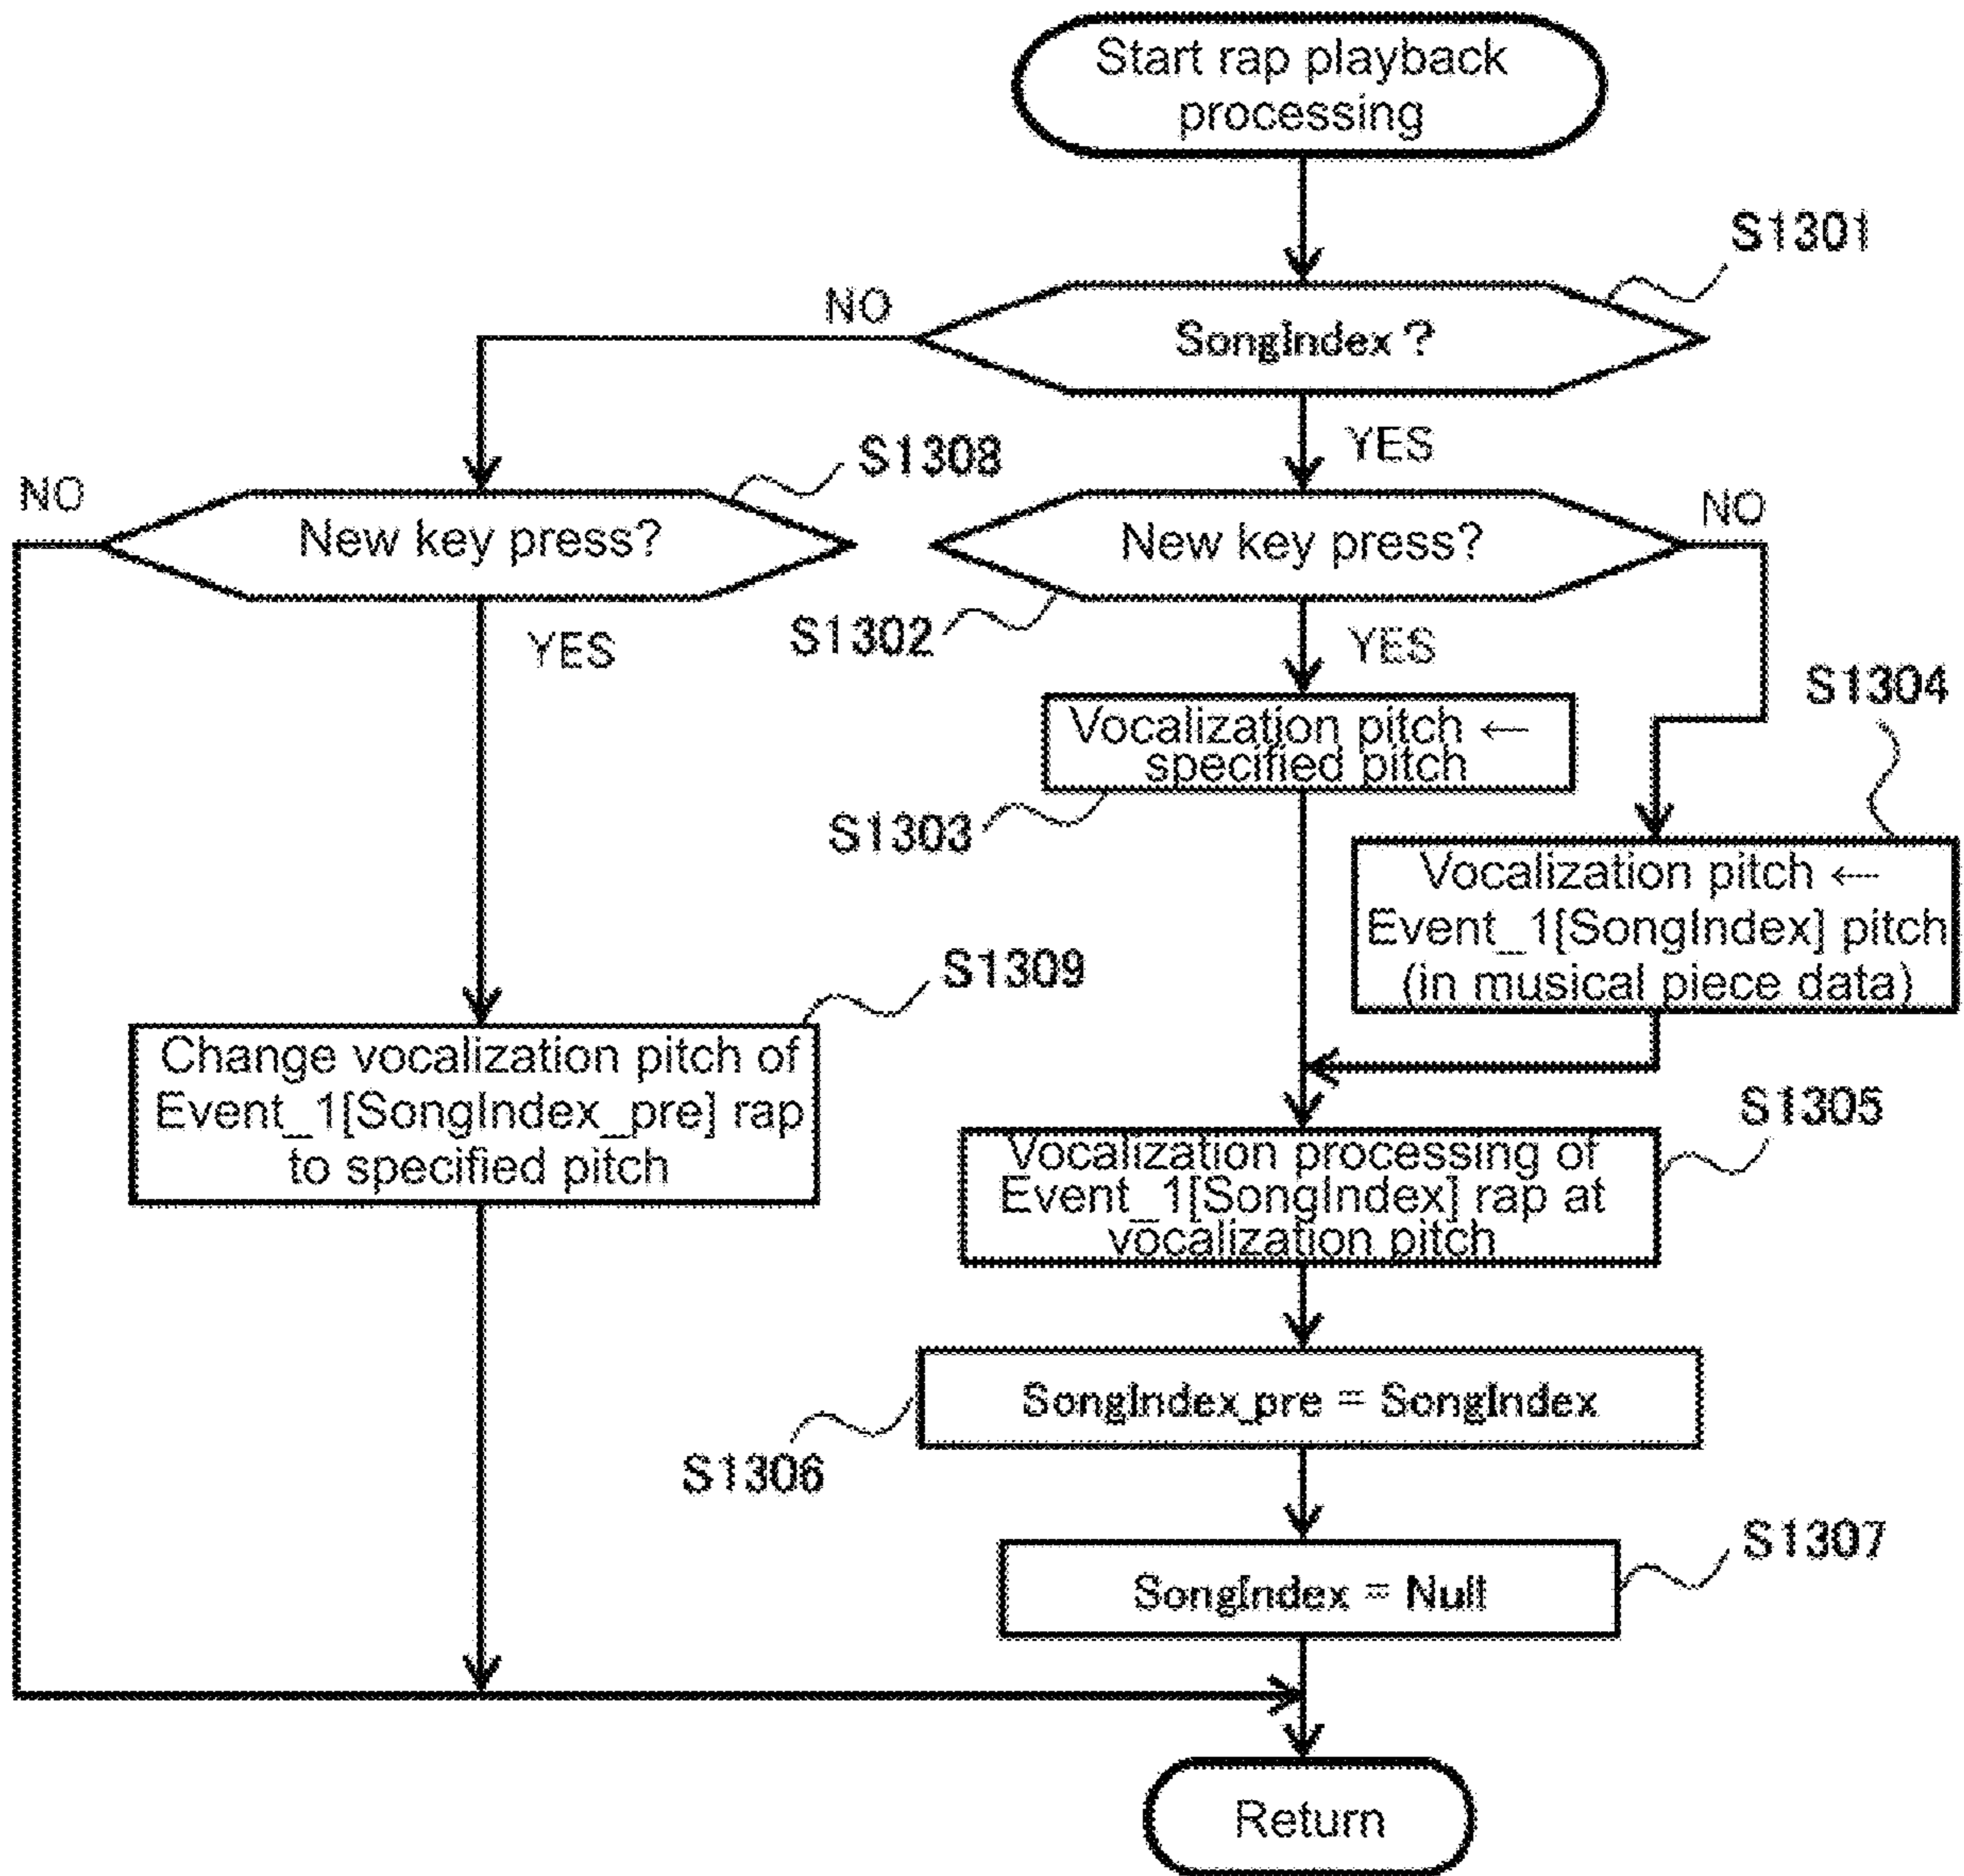 Start rap playback
processing
S1301
NO
SongIndex ?
YES
S1308
NO
New key press?
New key press?
NO
S1302
YES
YES
S1304
Vocalization pitch ←
specified pitch
S1303
Vocalization pitch ←
Event_1[SongIndex] pitch
(in musical piece data)
S1309
Change vocalization pitch of
Event_1[SongIndex_pre] rap
to specified pitch
S1305
Vocalization processing of
Event_1[SongIndex] rap at
vocalization pitch
SongIndex_pre = SongIndex
S1306
S1307
SongIndex = Null
Return